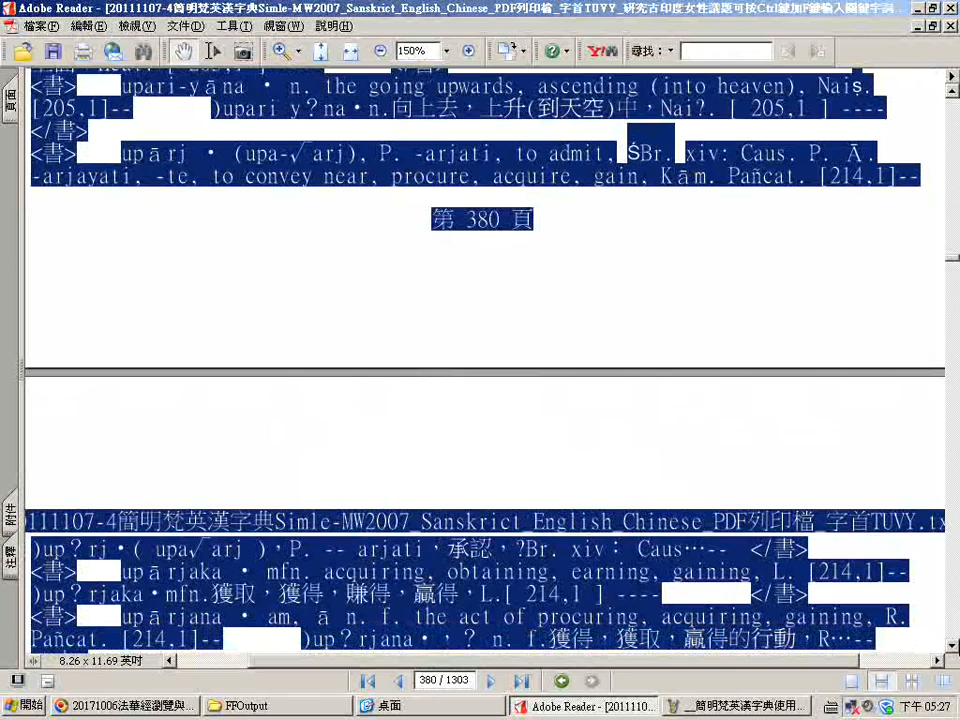 Adobe Reader - [20111107-4簡明梵英漢字典Simle-MW2007_Sanskrict_English_Chinese_PDF列印檔_字首TUVY_研究古印度女性議題可按Ctrl鍵加F鍵輸入關鍵字詞
檔案(F) 編輯(E) 檢視(V) 文件(D) 工具(T) 視窗(W) 說明(H)
150% 尋找:
頁面
<書> upari-yāna • n. the going upwards, ascending (into heaven), Naiṣ.
[205,1]-- )upari y？na•n.向上去，上升(到天空)中，Nai?. [ 205,1 ] ----
</書>
<書> upārj • (upa-√arj), P. -arjati, to admit, ŚBr. xiv: Caus. P. Ā.
-arjayati, -te, to convey near, procure, acquire, gain, Kām. Pañcat. [214,1]--
第 380 頁
附件
注釋
111107-4簡明梵英漢字典Simle-MW2007_Sanskrict_English_Chinese_PDF列印檔_字首TUVY.tx
)up？rj•( upa√arj )，P. -- arjati，承認，?Br. xiv： Caus…-- </書>
<書> upārjaka • mfn. acquiring, obtaining, earning, gaining, L. [214,1]--
)up？rjaka•mfn.獲取，獲得，賺得，贏得，L.[ 214,1 ] ---- </書>
<書> upārjana • am, ā n. f. the act of procuring, acquiring, gaining, R.
Pañcat. [214,1]-- )up？rjana•，？ n. f.獲得，獲取，贏得的行動，R…--
8.26 x 11.69 英吋
380 / 1303
開始 20171006法華經瀏覽與... FFOutput 桌面 Adobe Reader - [2011110... __簡明梵英字典使用... 下午 05:27